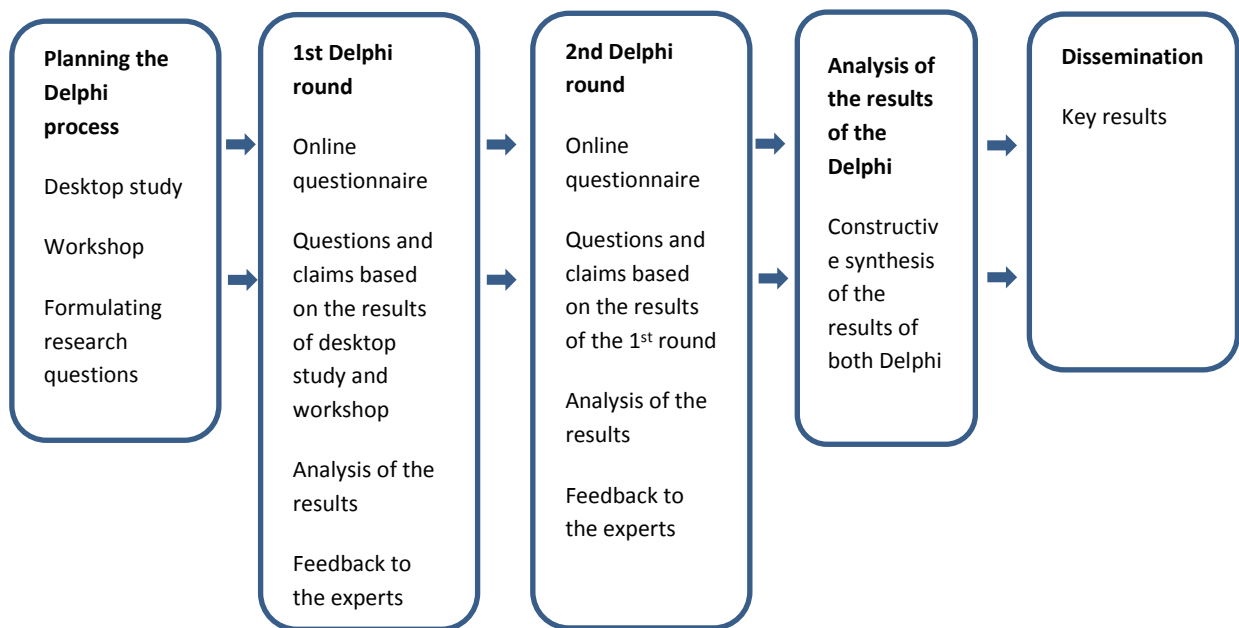 Planning the
Delphi
process
Desktop study
Workshop
Formulating
research
questions
1st Delphi
round
Online
questionnaire
Questions and
claims based
on the results
of desktop
study and
workshop
Analysis of the
results
Feedback to
the experts
2nd Delphi
round
Online
questionnaire
Questions and
claims based
on the results
of the 1st round
Analysis of the
results
Feedback to
the experts
Analysis of
the results
of the
Delphi
Constructiv
e synthesis
of the
results of
both Delphi
Dissemination
Key results